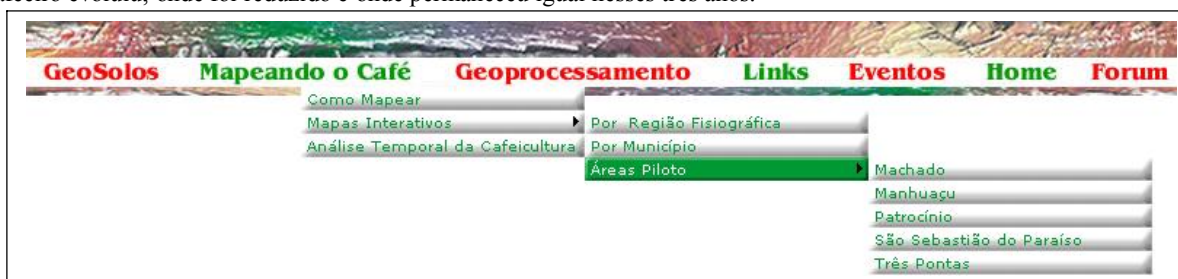 GeoSolos Mapeando o Café Geoprocessamento Links Eventos Home Forum
Como Mapear
Mapas Interativos Por Região Fisiográfica
Análise Temporal da Cafeicultura Por Município
Áreas Piloto Machado
Manhuaçu
Patrocínio
São Sebastião do Paraíso
Três Pontas